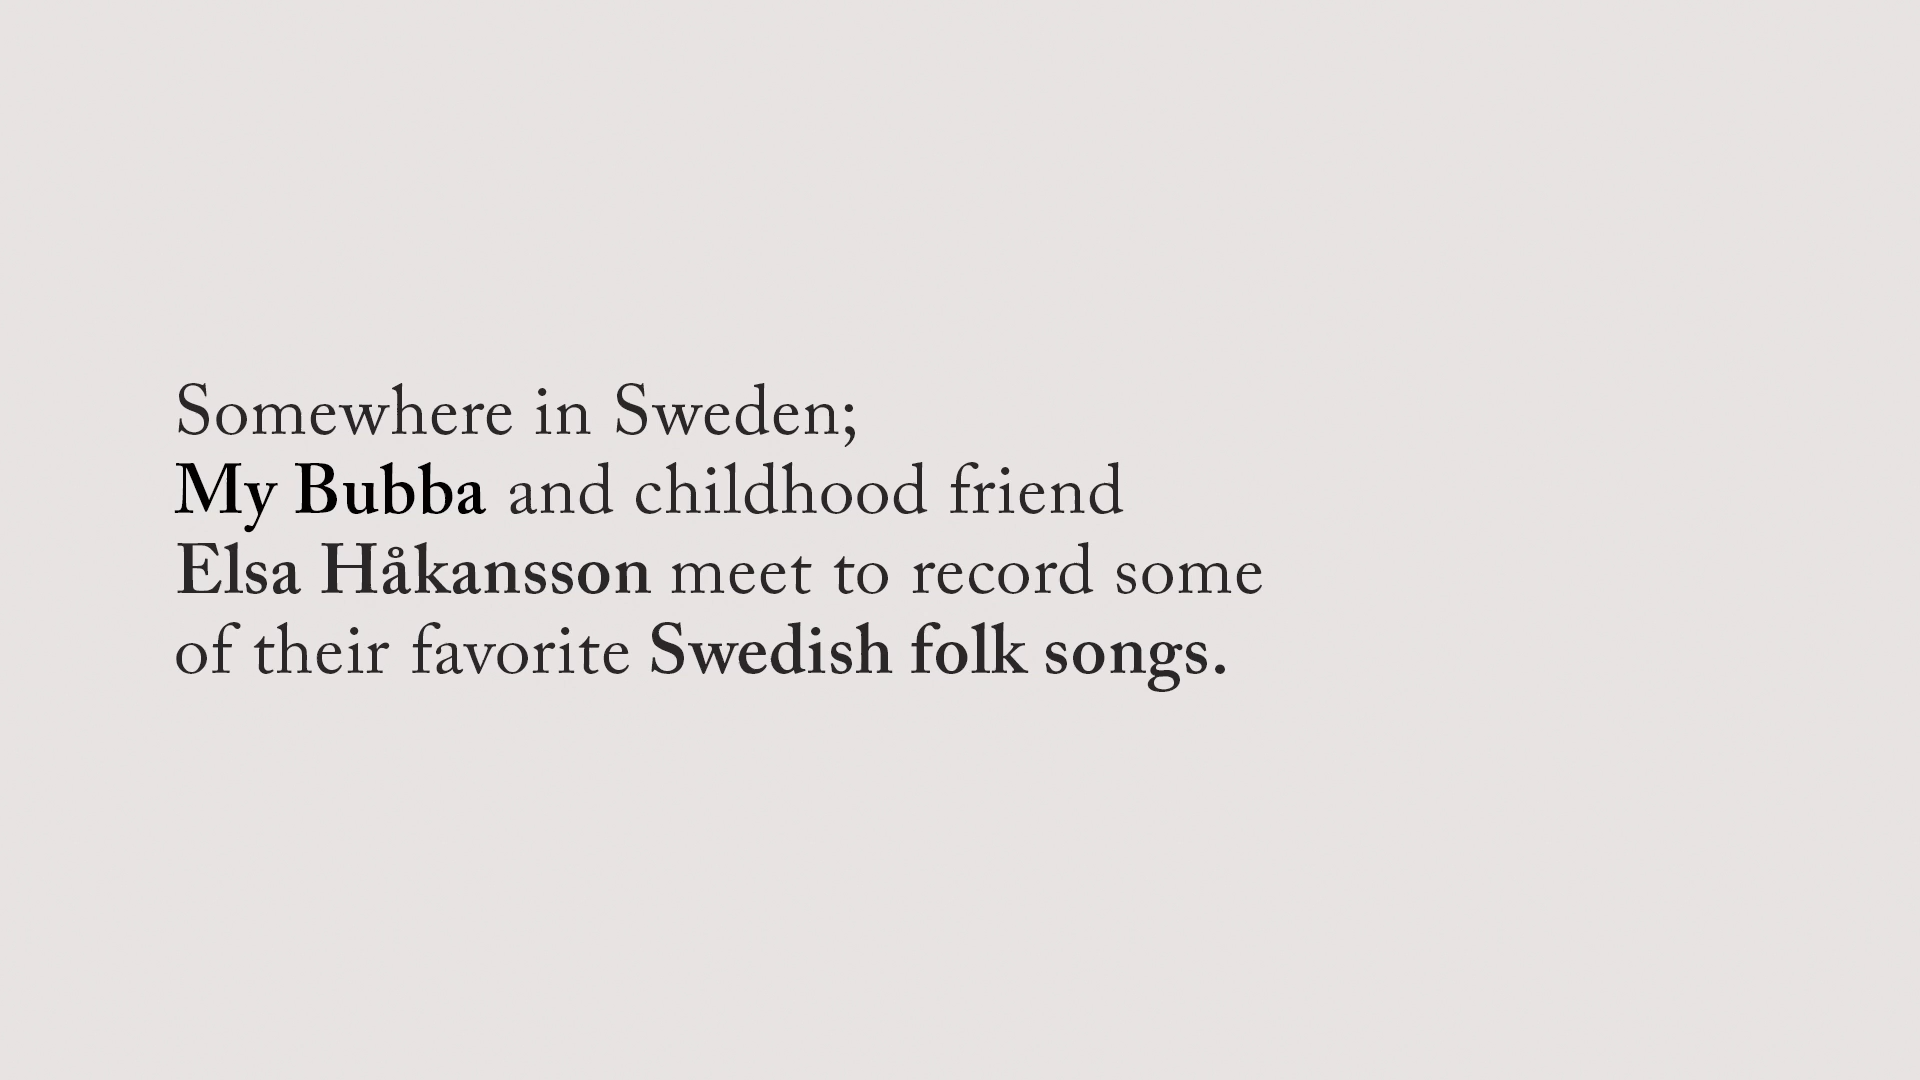 Somewhere in Sweden;
My Bubba and childhood friend
Elsa Håkansson meet to record some
of their favorite Swedish folk songs.